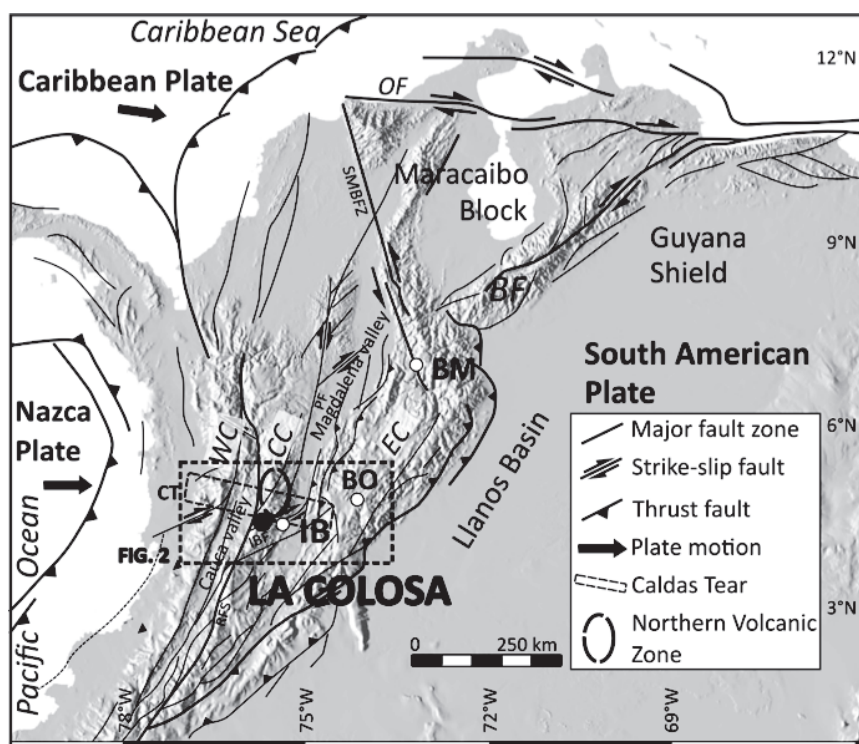 Caribbean Sea
12°N
Caribbean Plate
OF
SMBFZ
Maracaibo
Block
9°N
Guyana
Shield
BF
Magdalena valley
PF
BM
South American
Plate
Nazca
Plate
6°N
WC
CC
EC
Llanos Basin
CT
BO
Cauca valley
IBF
IB
FIG. 2
LA COLOSA
RFS
Pacific Ocean
0 250 km
3°N
78°W
75°W
72°W
69°W
Major fault zone
Strike-slip fault
Thrust fault
Plate motion
Caldas Tear
Northern Volcanic
Zone